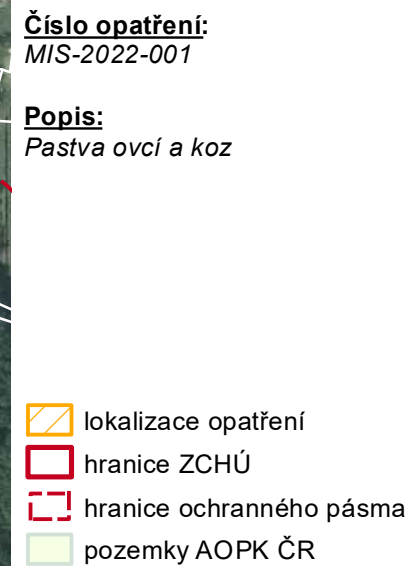 Číslo opatření:
MIS-2022-001
Popis:
Pastva ovcí a koz
lokalizace opatření
hranice ZCHÚ
hranice ochranného pásma
pozemky AOPK ČR